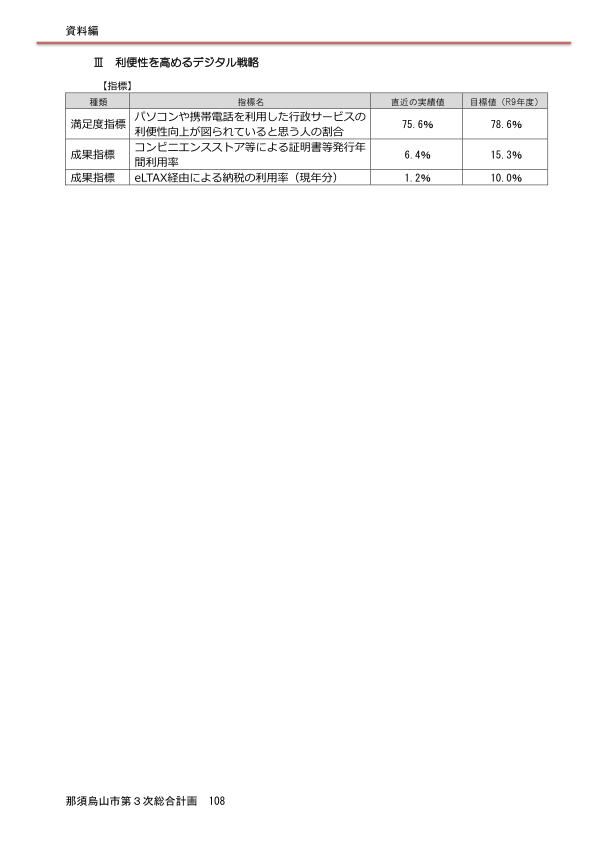 資料編
Ⅲ　利便性を高めるデジタル戦略
【指標】
種類　指標名　直近の実績値　目標値（R9年度）
満足度指標　パソコンや携帯電話を利用した行政サービスの
利便性向上が図られていると思う人の割合　75.6%　78.6%
成果指標　コンビニエンスストア等による証明書等発行年
間利用率　6.4%　15.3%
成果指標　eLTAX経由による納税の利用率（現年分）　1.2%　10.0%
那須烏山市第３次総合計画　108